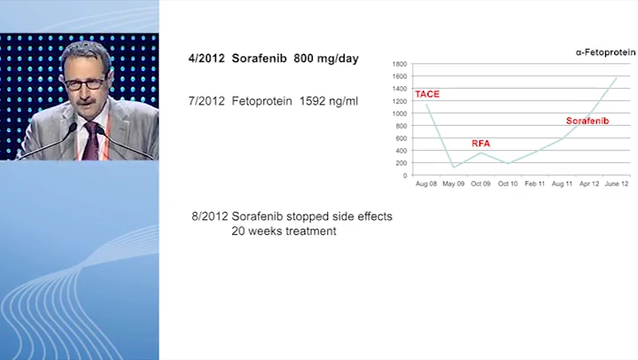 4/2012 Sorafenib 800 mg/day
7/2012 Fetoprotein 1592 ng/ml
8/2012 Sorafenib stopped side effects
20 weeks treatment
α-Fetoprotein
1800
1600
1400
1200
1000
800
600
400
200
0
TACE
RFA
Sorafenib
Aug 08 May 09 Oct 09 Oct 10 Feb 11 Aug 11 Apr 12 June 12